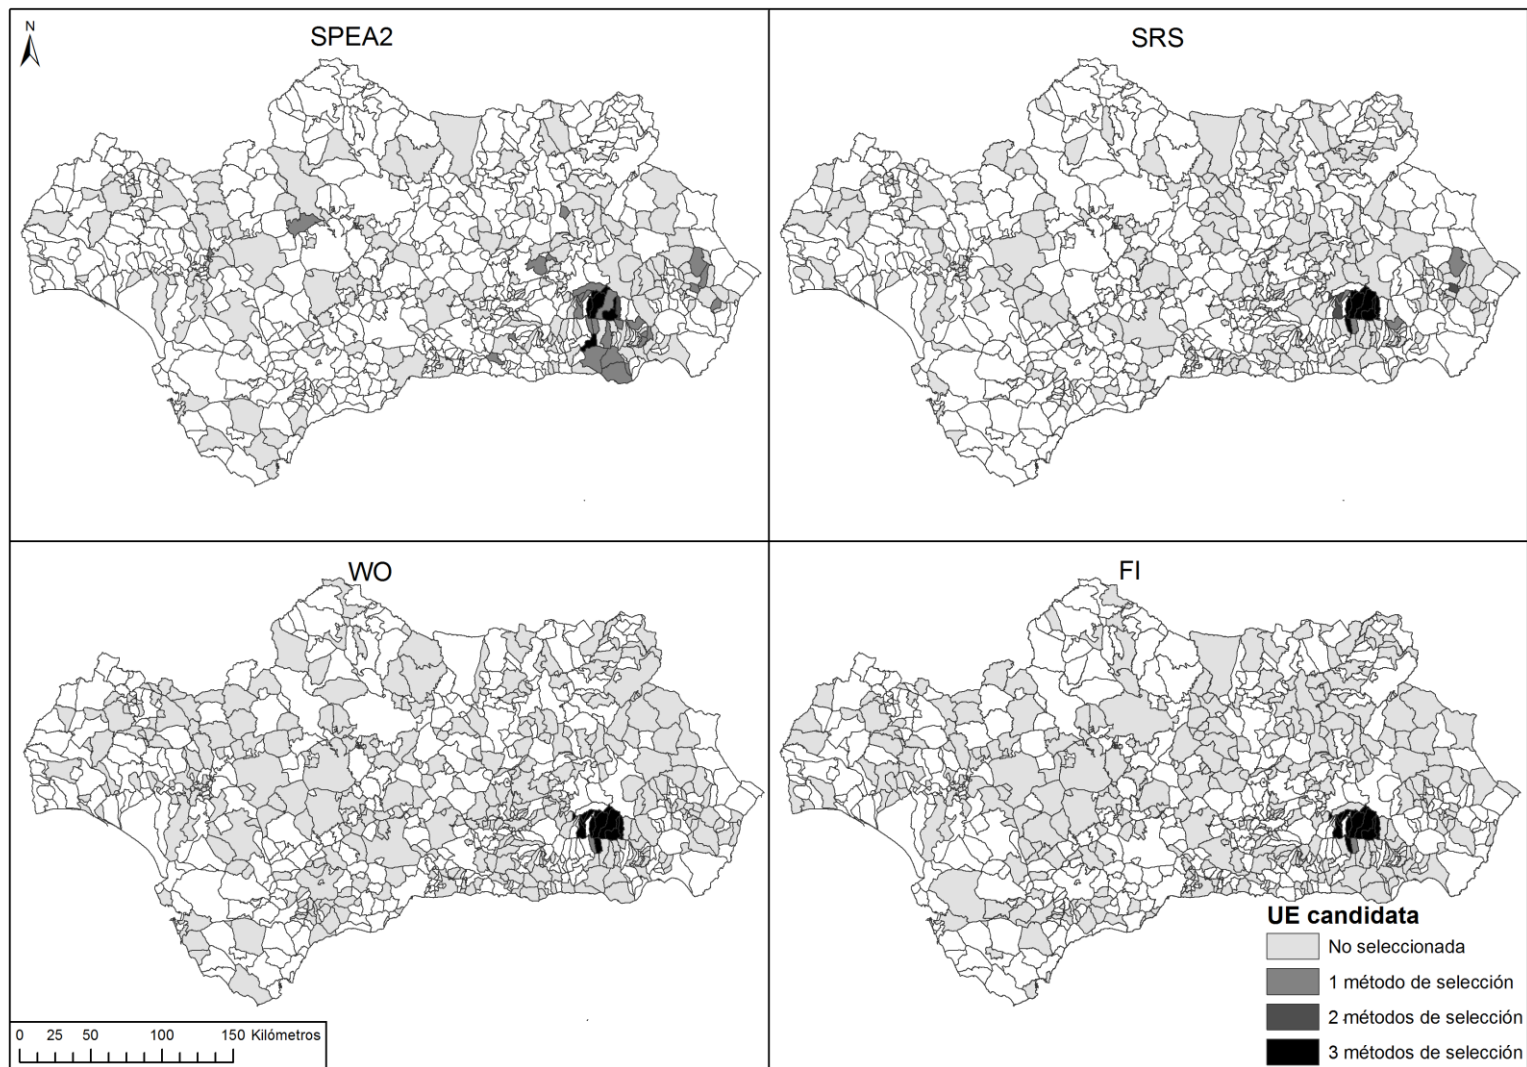 N
SPEA2
SRS
WO
FI
UE candidata
No seleccionada
1 método de selección
2 métodos de selección
3 métodos de selección
0 25 50 100 150 Kilómetros